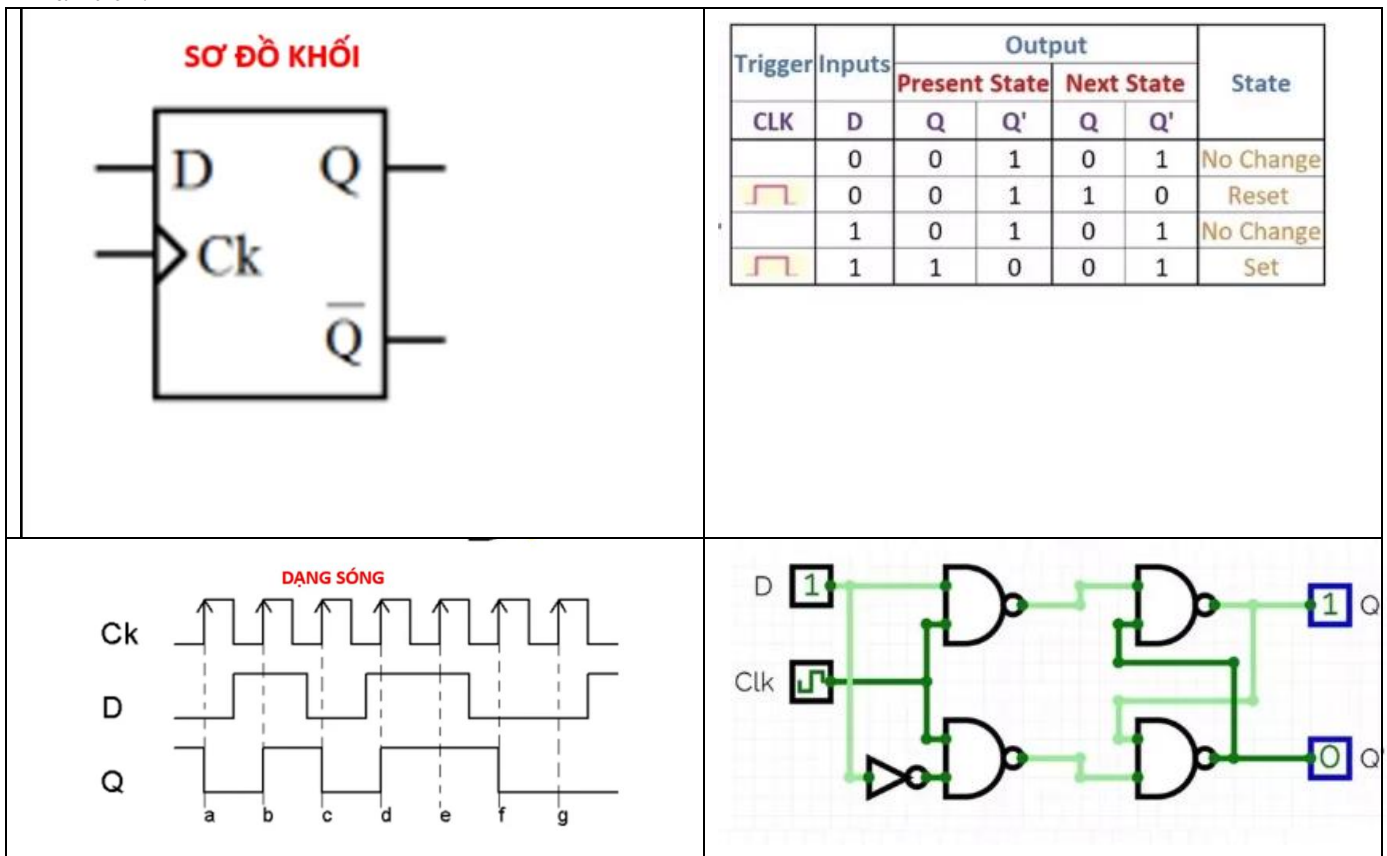 SƠ ĐỒ KHỐI
D Q
Ck
Q
Trigger Inputs Output State
Present State Next State
CLK D Q Q' Q Q'
0 0 1 0 1 No Change
0 0 1 1 0 Reset
1 0 1 0 1 No Change
1 1 0 0 1 Set
DẠNG SÓNG
Ck
D
Q
a b c d e f g
D 1 1 Q
Clk
0 Q'